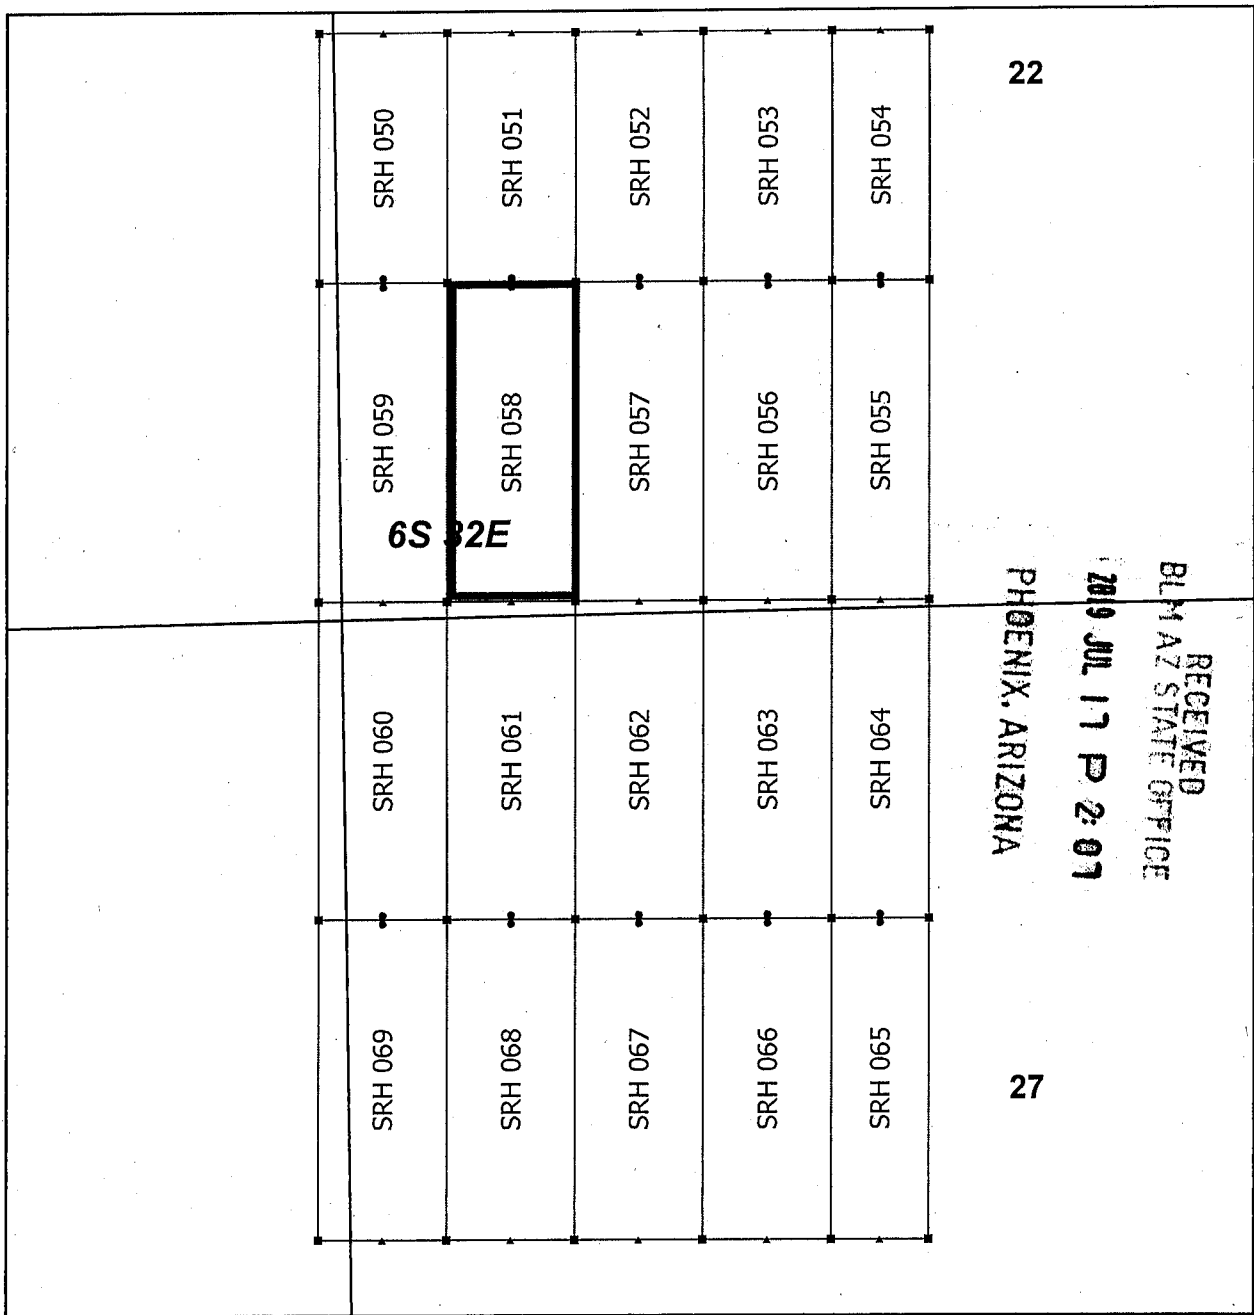 22
SRH 050
SRH 051
SRH 052
SRH 053
SRH 054
SRH 059
SRH 058
SRH 057
SRH 056
SRH 055
6S 32E
RECEIVED
BLM AZ STATE OFFICE
2019 JUL 17 P 2:07
PHOENIX, ARIZONA
SRH 060
SRH 061
SRH 062
SRH 063
SRH 064
SRH 069
SRH 068
SRH 067
SRH 066
SRH 065
27